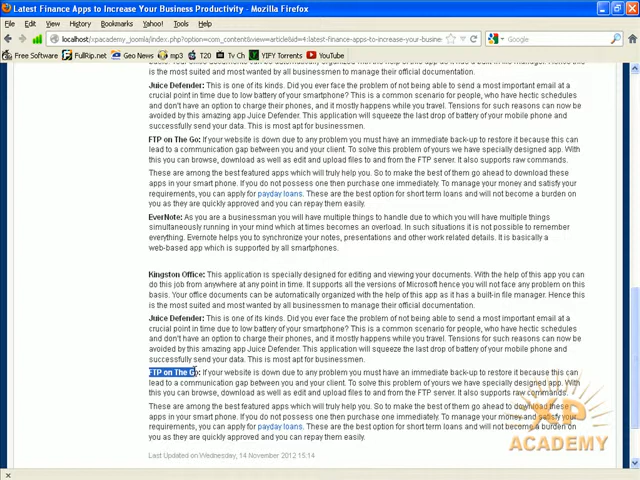 Latest Finance Apps to Increase Your Business Productivity - Mozilla Firefox
File Edit View History Bookmarks Yahoo! Tools Help
localhost/xpacademy_joomla/index.php?option=com_content&view=article&id=4:latest-finance-apps-to-increase-your-busine
Google
Free Software FullRip.net Geo News mp3 T20 Tv Ch YIFY Torrents YouTube
is the most suited and most wanted by all businessmen to manage their official documentation.
Juice Defender: This is one of its kinds. Did you ever face the problem of not being able to send a most important email at a
crucial point in time due to low battery of your smartphone? This is a common scenario for people, who have hectic schedules
and don't have an option to charge their phones, and it mostly happens while you travel. Tensions for such reasons can now be
avoided by this amazing app Juice Defender. This application will squeeze the last drop of battery of your mobile phone and
successfully send your data. This is most apt for businessmen.
FTP on The Go: If your website is down due to any problem you must have an immediate back-up to restore it because this can
lead to a communication gap between you and your client. To solve this problem of yours we have specially designed app. With
this you can browse, download as well as edit and upload files to and from the FTP server. It also supports raw commands.
These are among the best featured apps which will truly help you. So to make the best of them go ahead to download these
apps in your smart phone. If you do not possess one then purchase one immediately. To manage your money and satisfy your
requirements, you can apply for payday loans. These are the best option for short term loans and will not become a burden on
you as they are quickly approved and you can repay them easily.
EverNote: As you are a businessman you will have multiple things to handle due to which you will have multiple things
simultaneously running in your mind which at times becomes an overload. In such situations it is not possible to remember
everything. Evernote helps you to synchronize your notes, presentations and other work related details. It is basically a
web-based app which is supported by all smartphones.
Kingston Office: This application is specially designed for editing and viewing your documents. With the help of this app you can
do this job from anywhere at any point in time. It supports all the versions of Microsoft hence you will not face any problem on this
basis. Your office documents can be automatically organized with the help of this app as it has a built-in file manager. Hence this
is the most suited and most wanted by all businessmen to manage their official documentation.
Juice Defender: This is one of its kinds. Did you ever face the problem of not being able to send a most important email at a
crucial point in time due to low battery of your smartphone? This is a common scenario for people, who have hectic schedules
and don't have an option to charge their phones, and it mostly happens while you travel. Tensions for such reasons can now be
avoided by this amazing app Juice Defender. This application will squeeze the last drop of battery of your mobile phone and
successfully send your data. This is most apt for businessmen.
FTP on The Go: If your website is down due to any problem you must have an immediate back-up to restore it because this can
lead to a communication gap between you and your client. To solve this problem of yours we have specially designed app. With
this you can browse, download as well as edit and upload files to and from the FTP server. It also supports raw commands.
These are among the best featured apps which will truly help you. So to make the best of them go ahead to download these
apps in your smart phone. If you do not possess one then purchase one immediately. To manage your money and satisfy your
requirements, you can apply for payday loans. These are the best option for short term loans and will not become a burden on
you as they are quickly approved and you can repay them easily.
XP
ACADEMY
Last Updated on Wednesday, 14 November 2012 15:14